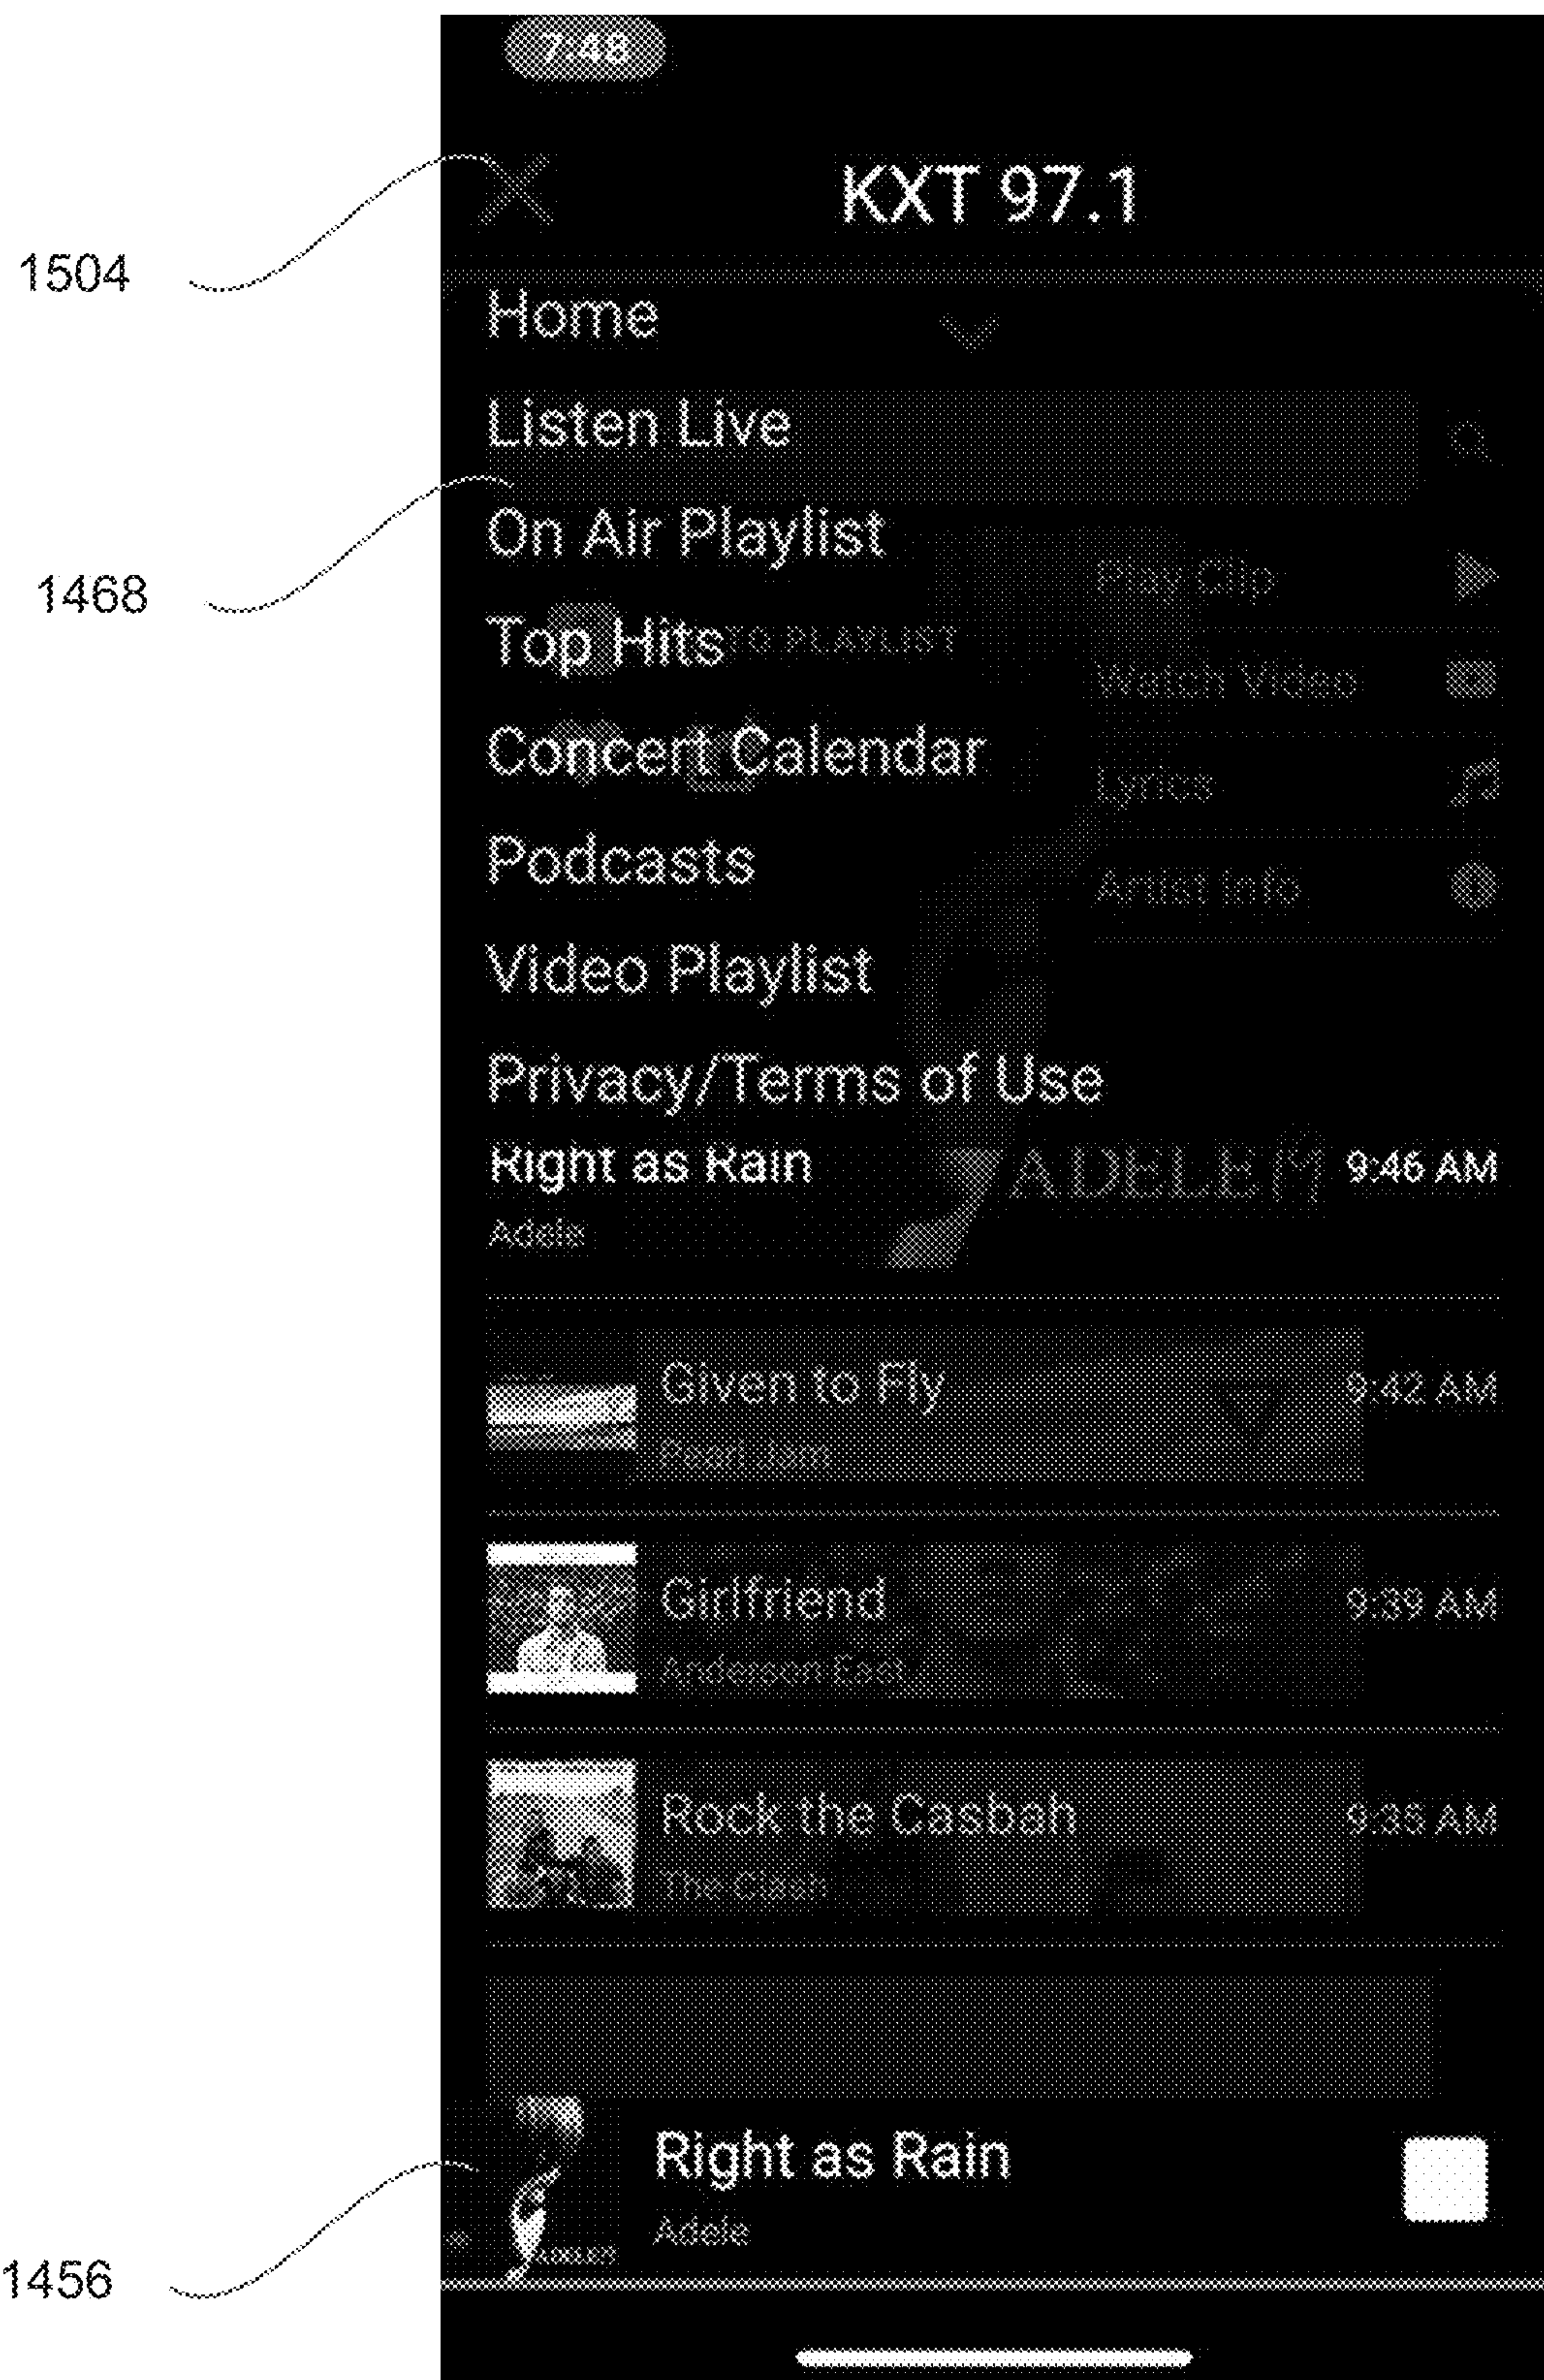 7:48
KXT 97.1
1504
Home
Listen Live
1468
On Air Playlist
Play Clip
Top Hits TO PLAYLIST
Watch Video
Concert Calendar
Lyrics
Podcasts
Artist Info
Video Playlist
Privacy/Terms of Use
Right as Rain ADELE 9:46 AM
Adele
Given to Fly 9:42 AM
Pearl Jam
Girlfriend 9:39 AM
Anderson East
Rock the Casbah 9:35 AM
The Clash
Right as Rain
Adele
1456